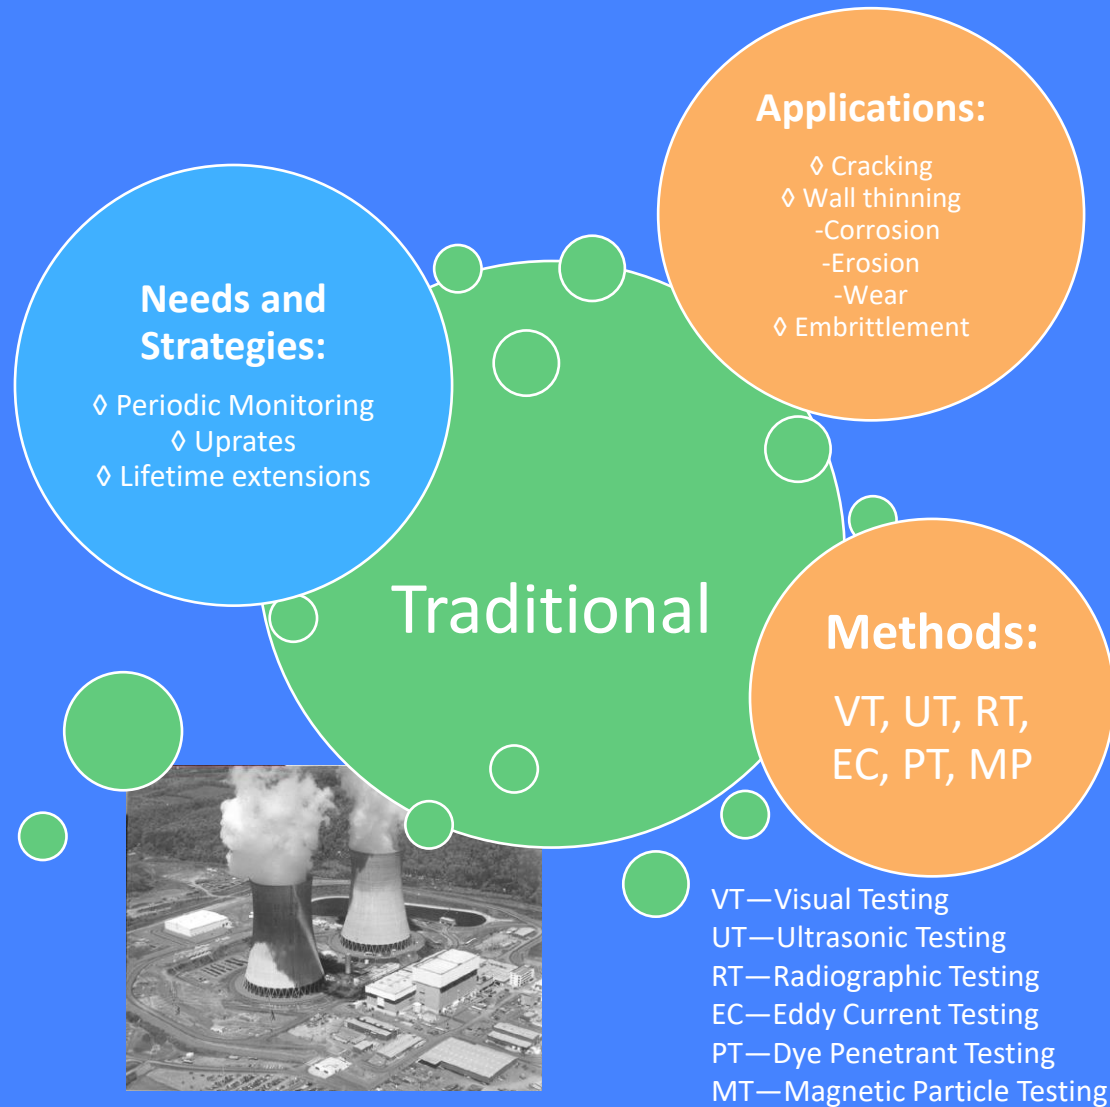 Applications:
◊ Cracking
◊ Wall thinning
-Corrosion
-Erosion
-Wear
◊ Embrittlement
Needs and
Strategies:
◊ Periodic Monitoring
◊ Uprates
◊ Lifetime extensions
Traditional
Methods:
VT, UT, RT,
EC, PT, MP
VT—Visual Testing
UT—Ultrasonic Testing
RT—Radiographic Testing
EC—Eddy Current Testing
PT—Dye Penetrant Testing
MT—Magnetic Particle Testing